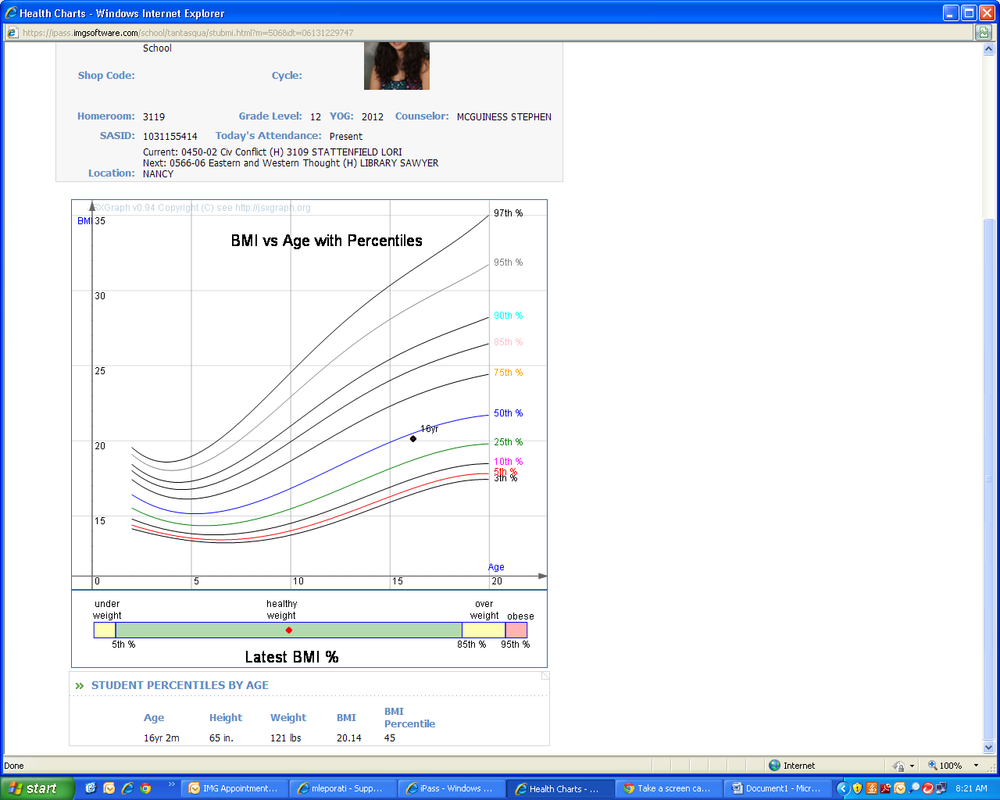 Health Charts - Windows Internet Explorer
https://ipass.imgsoftware.com/school/tantasqua/stubmi.html?m=506&dt=06131229747
School
Shop Code: Cycle:
Homeroom: 3119 Grade Level: 12 YOG: 2012 Counselor: MCGUINESS STEPHEN
SASID: 1031155414 Today's Attendance: Present
Current: 0450-02 Civ Conflict (H) 3109 STATTENFIELD LORI
Next: 0566-06 Eastern and Western Thought (H) LIBRARY SAWYER
Location: NANCY
SXGraph v0.94 Copyright (C) see http://jsxgraph.org
BMI 35
97th %
BMI vs Age with Percentiles
95th %
30
90th %
85th %
25
75th %
50th %
16yr
20
25th %
10th %
5th %
3th %
15
Age
0 5 10 15 20
under weight
healthy weight
over weight
obese
5th % 85th % 95th %
Latest BMI %
STUDENT PERCENTILES BY AGE
Age Height Weight BMI BMI Percentile
16yr 2m 65 in. 121 lbs 20.14 45
Done Internet 100%
start IMG Appointment... mleporati - Supp... iPass - Windows ... Health Charts - ... Take a screen ca... Document1 - Micr... 8:21 AM